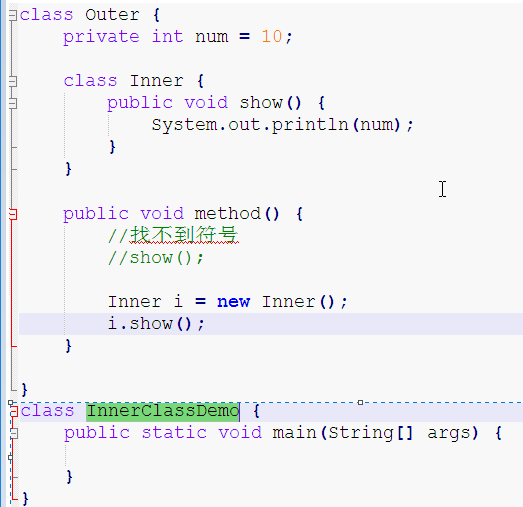 class Outer {
    private int num = 10;
    class Inner {
        public void show() {
            System.out.println(num);
        }
    }
    public void method() {
        //找不到符号
        //show();
        Inner i = new Inner();
        i.show();
    }
}
class InnerClassDemo {
    public static void main(String[] args) {
    }
}